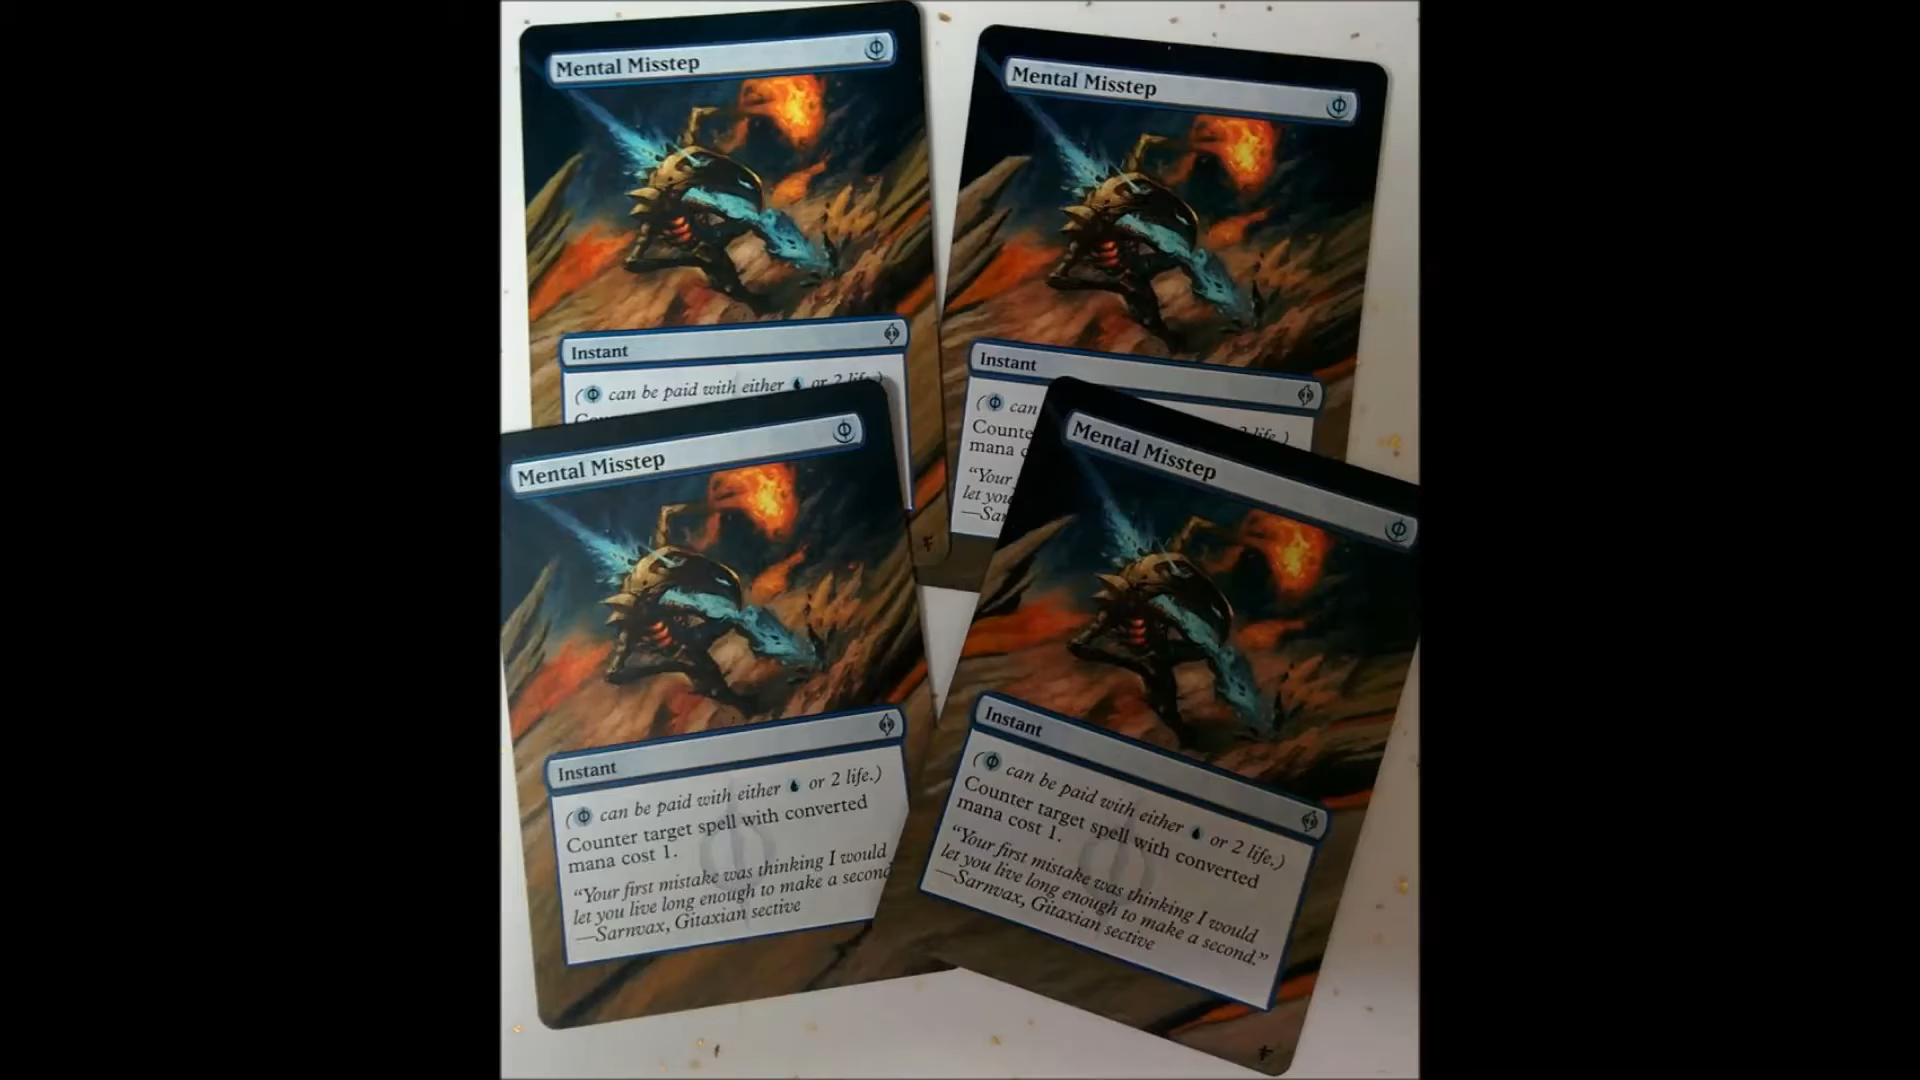 Mental Misstep
Instant
( can be paid with either or 2 life.)
Mental Misstep
Instant
( can
Counte
mana c
2 life.)
"Your
let you
—Sar
Mental Misstep
Instant
( can be paid with either or 2 life.)
Counter target spell with converted
mana cost 1.
"Your first mistake was thinking I would
let you live long enough to make a second
—Sarnvax, Gitaxian sective
Mental Misstep
Instant
( can be paid with either or 2 life.)
Counter target spell with converted
mana cost 1.
"Your first mistake was thinking I would
let you live long enough to make a second."
—Sarnvax, Gitaxian sective